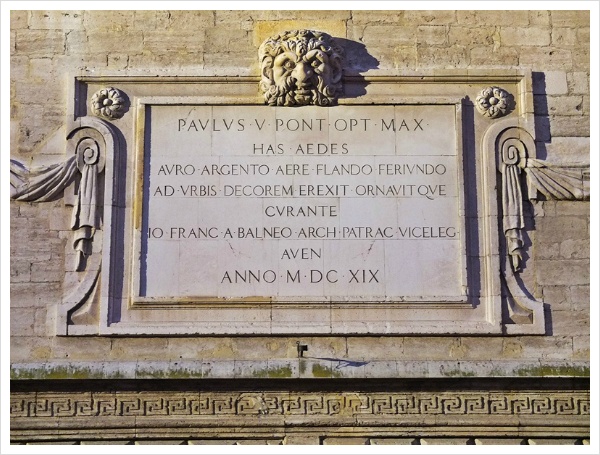 PAVLVS·V·PONT·OPT·MAX·
HAS AEDES
AVRO·ARGENTO·AERE·FLANDO·FERIVNDO
AD·VRBIS·DECOREM·EREXIT·ORNAVITQVE
CVRANTE
IO·FRANC·A·BALNEO·ARCH·PATRAC·VICELEG·
AVEN
ANNO·M·DC·XIX